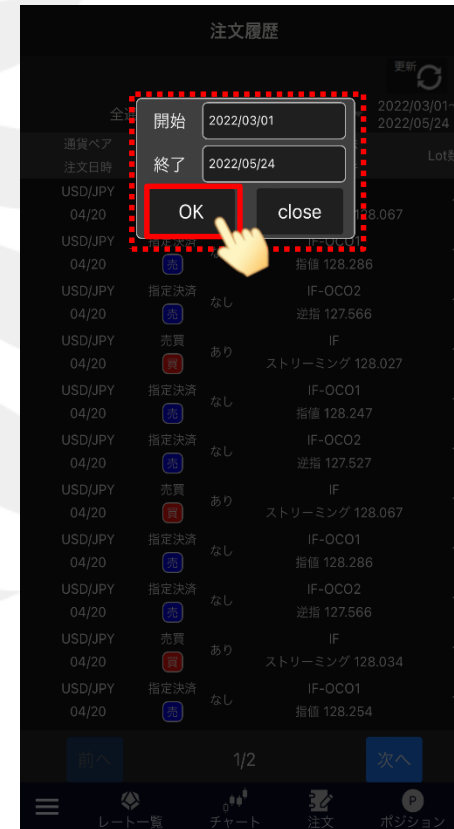 注文履歴
更新
2022/03/01~
2022/05/24
開始 2022/03/01
終了 2022/05/24
OK close
通貨ペア
注文日時
Lot
USD/JPY
04/20 128.067
USD/JPY 指定決済 IF-OCO1
04/20 売 指値 128.286
USD/JPY 指定決済 なし IF-OCO2
04/20 売 逆指 127.566
USD/JPY 売買 あり IF
04/20 買 ストリーミング 128.027
USD/JPY 指定決済 なし IF-OCO1
04/20 売 指値 128.247
USD/JPY 指定決済 なし IF-OCO2
04/20 売 逆指 127.527
USD/JPY 売買 あり IF
04/20 買 ストリーミング 128.067
USD/JPY 指定決済 なし IF-OCO1
04/20 売 指値 128.286
USD/JPY 指定決済 なし IF-OCO2
04/20 売 逆指 127.566
USD/JPY 売買 あり IF
04/20 買 ストリーミング 128.034
USD/JPY 指定決済 なし IF-OCO1
04/20 売 指値 128.254
前へ 1/2 次へ
レート一覧 チャート 注文 P ポジション